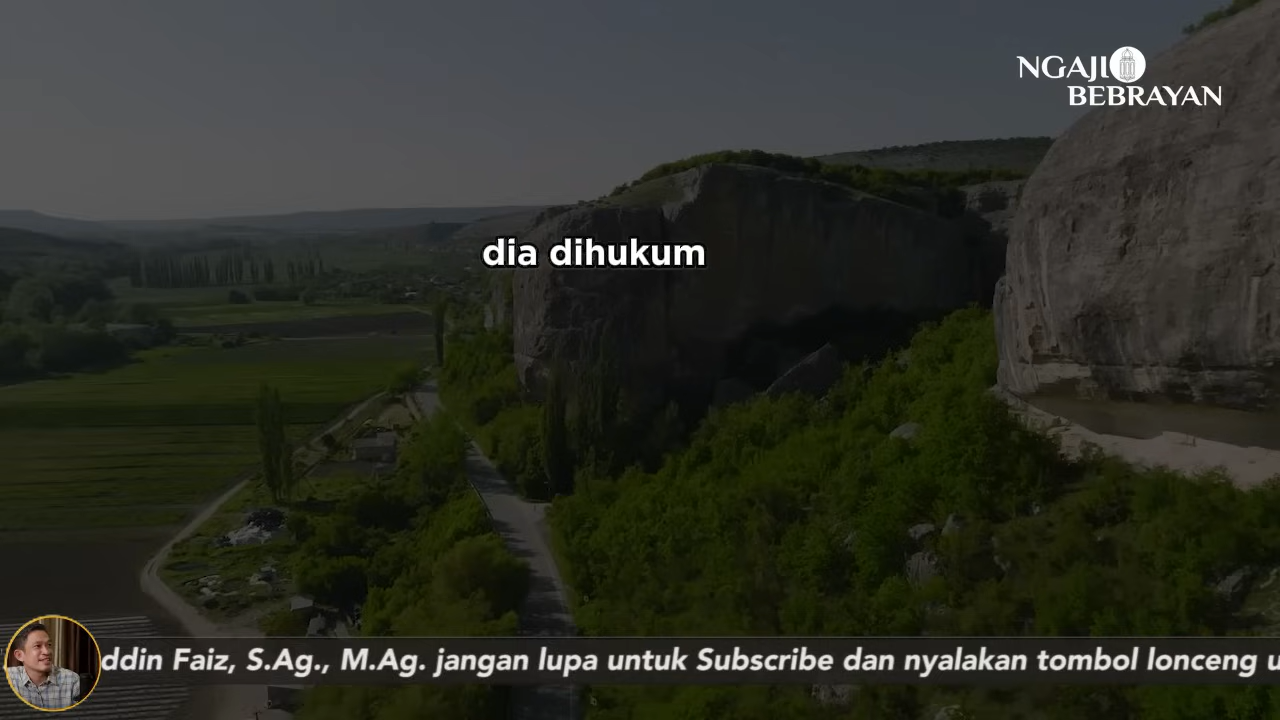 NGAJI
BEBRAYAN
dia dihukum
ddin Faiz, S.Ag., M.Ag. jangan lupa untuk Subscribe dan nyalakan tombol lonceng u